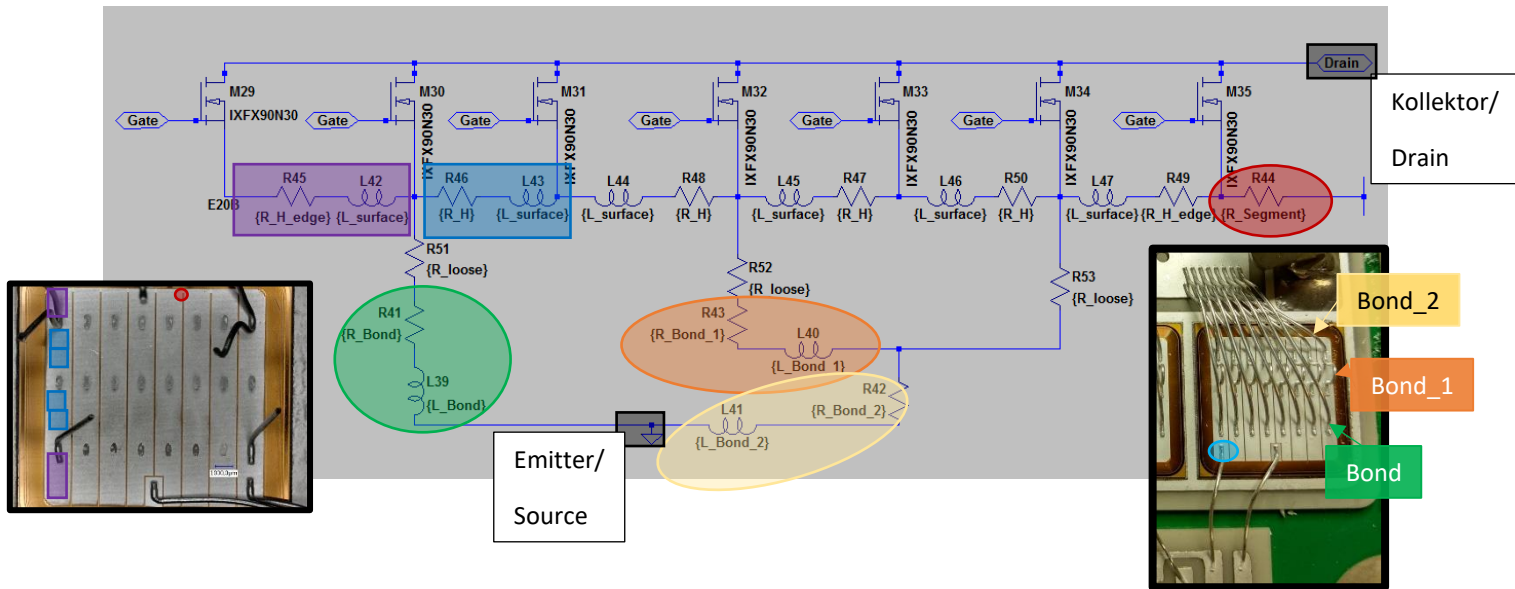 Drain
Kollektor/
Drain
M29
IXFX90N30
Gate
M30
IXFX90N30
Gate
M31
IXFX90N30
Gate
M32
IXFX90N30
Gate
M33
IXFX90N30
Gate
M34
IXFX90N30
Gate
M35
IXFX90N30
Gate
E20B
R45
{R_H_edge}
L42
{L_surface}
R46
{R_H}
L43
{L_surface}
L44
{L_surface}
R48
{R_H}
L45
{L_surface}
R47
{R_H}
L46
{L_surface}
R50
{R_H}
L47
{L_surface}
R49
{R_H_edge}
R44
{R_Segment}
R51
{R_loose}
R52
{R_loose}
R53
{R_loose}
R41
{R_Bond}
L39
{L_Bond}
R43
{R_Bond_1}
L40
{L_Bond_1}
R42
{R_Bond_2}
L41
{L_Bond_2}
Emitter/
Source
Bond_2
Bond_1
Bond